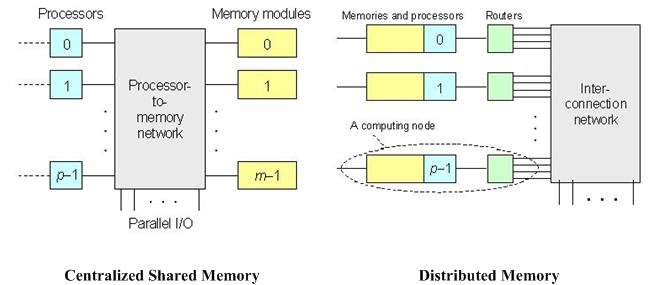 Processors
Memory modules
0
0
1
1
Processor-
to-
memory
network
p–1
m–1
Parallel I/O
Centralized Shared Memory
Memories and processors
Routers
0
1
Inter-
connection
network
A computing node
p–1
Distributed Memory